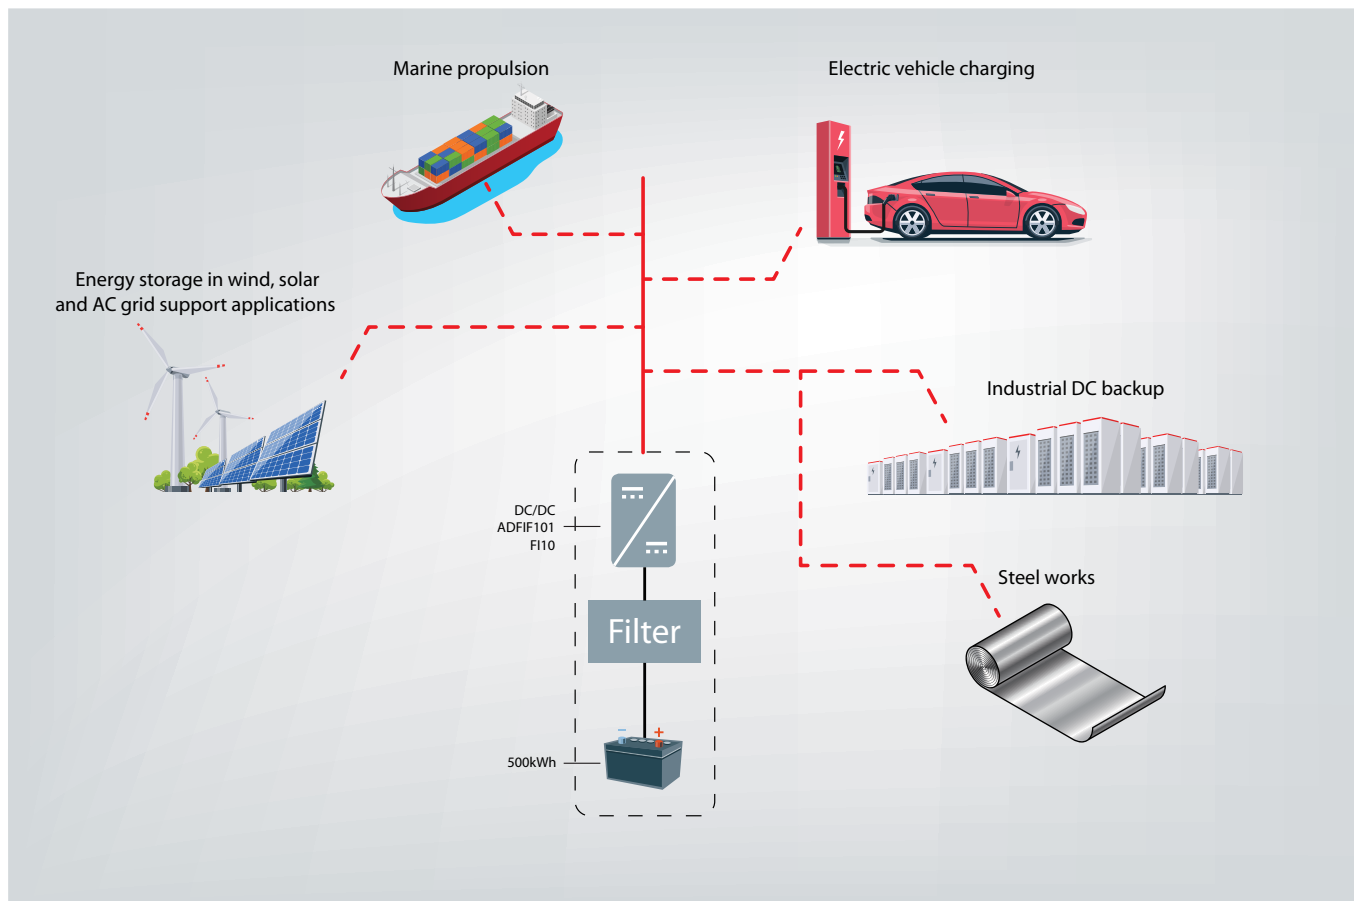 Marine propulsion
Electric vehicle charging
Energy storage in wind, solar
and AC grid support applications
Industrial DC backup
DC/DC
ADFIF101
FI10
Steel works
Filter
− +
500kWh